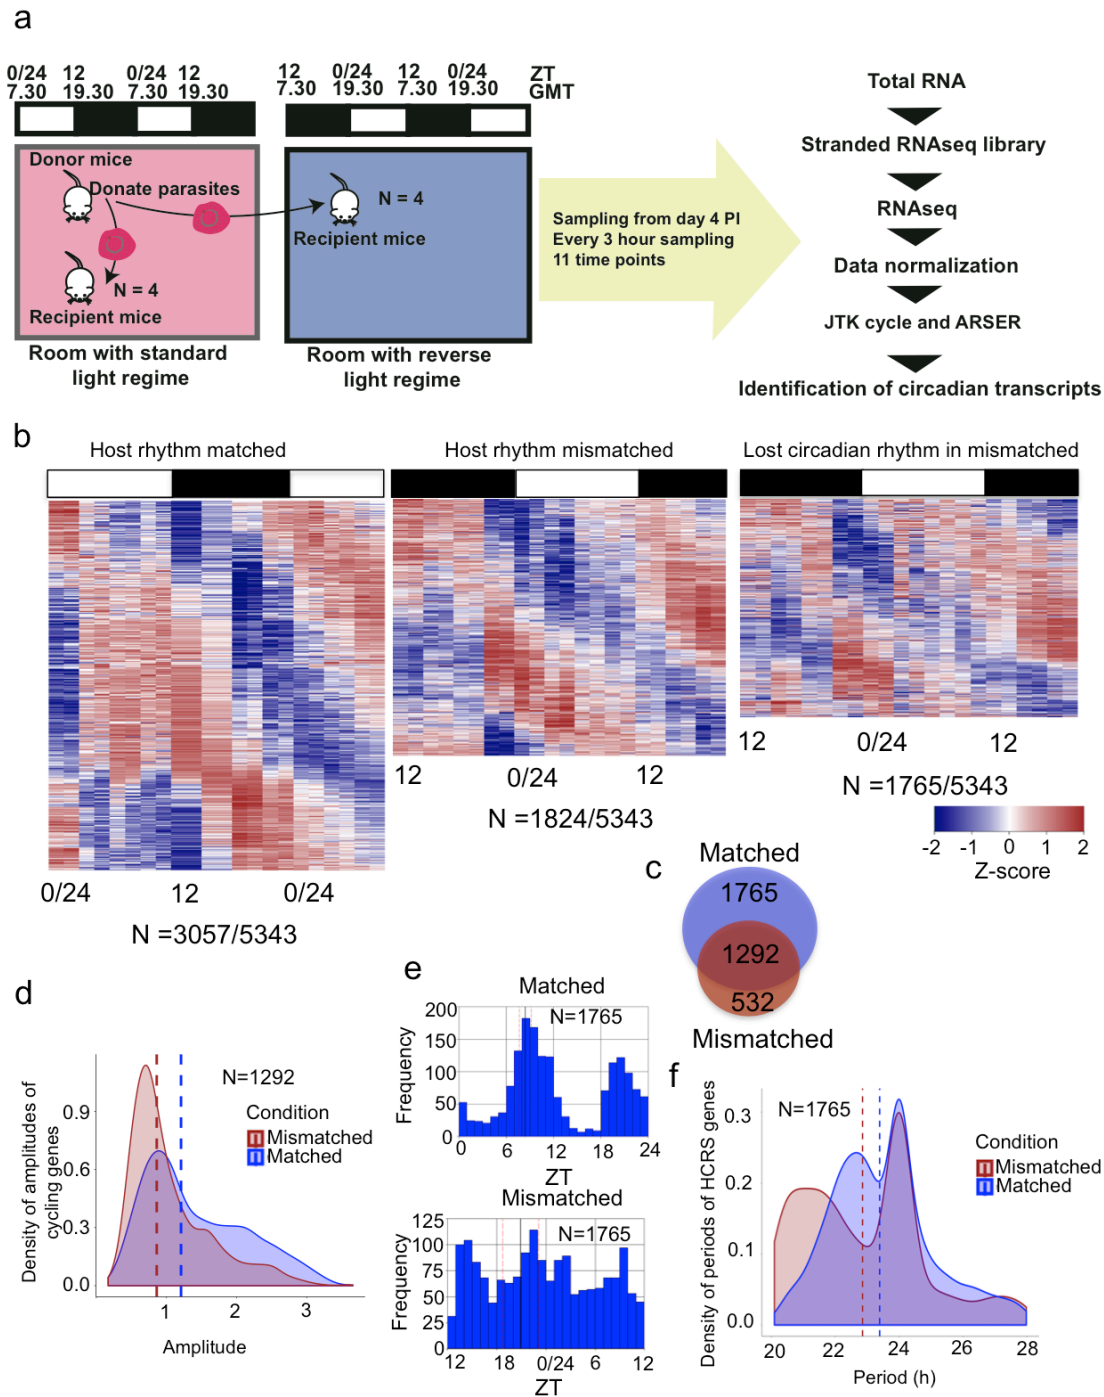 a
0/24 12 0/24 12
7.30 19.30 7.30 19.30
12 0/24 12 0/24 ZT
7.30 19.30 7.30 19.30 GMT
Donor mice
Donate parasites
N = 4
Recipient mice
Room with standard
light regime
N = 4
Recipient mice
Room with reverse
light regime
Sampling from day 4 PI
Every 3 hour sampling
11 time points
Total RNA
Stranded RNAseq library
RNAseq
Data normalization
JTK cycle and ARSER
Identification of circadian transcripts
b
Host rhythm matched
0/24 12 0/24
N =3057/5343
Host rhythm mismatched
12 0/24 12
N =1824/5343
Lost circadian rhythm in mismatched
12 0/24 12
N =1765/5343
-2 -1 0 1 2
Z-score
c
Matched
1765
1292
532
Mismatched
d
Density of amplitudes of
cycling genes
0.9
0.6
0.3
0.0
N=1292
Condition
Mismatched
Matched
1 2 3
Amplitude
e
Matched
Frequency
200
150
100
50
0
N=1765
0 6 12 18 24
ZT
Mismatched
Frequency
125
100
75
50
25
0
N=1765
12 18 0/24 6 12
ZT
f
Density of periods of HCRS genes
0.3
0.2
0.1
0.0
N=1765
Condition
Mismatched
Matched
20 22 24 26 28
Period (h)